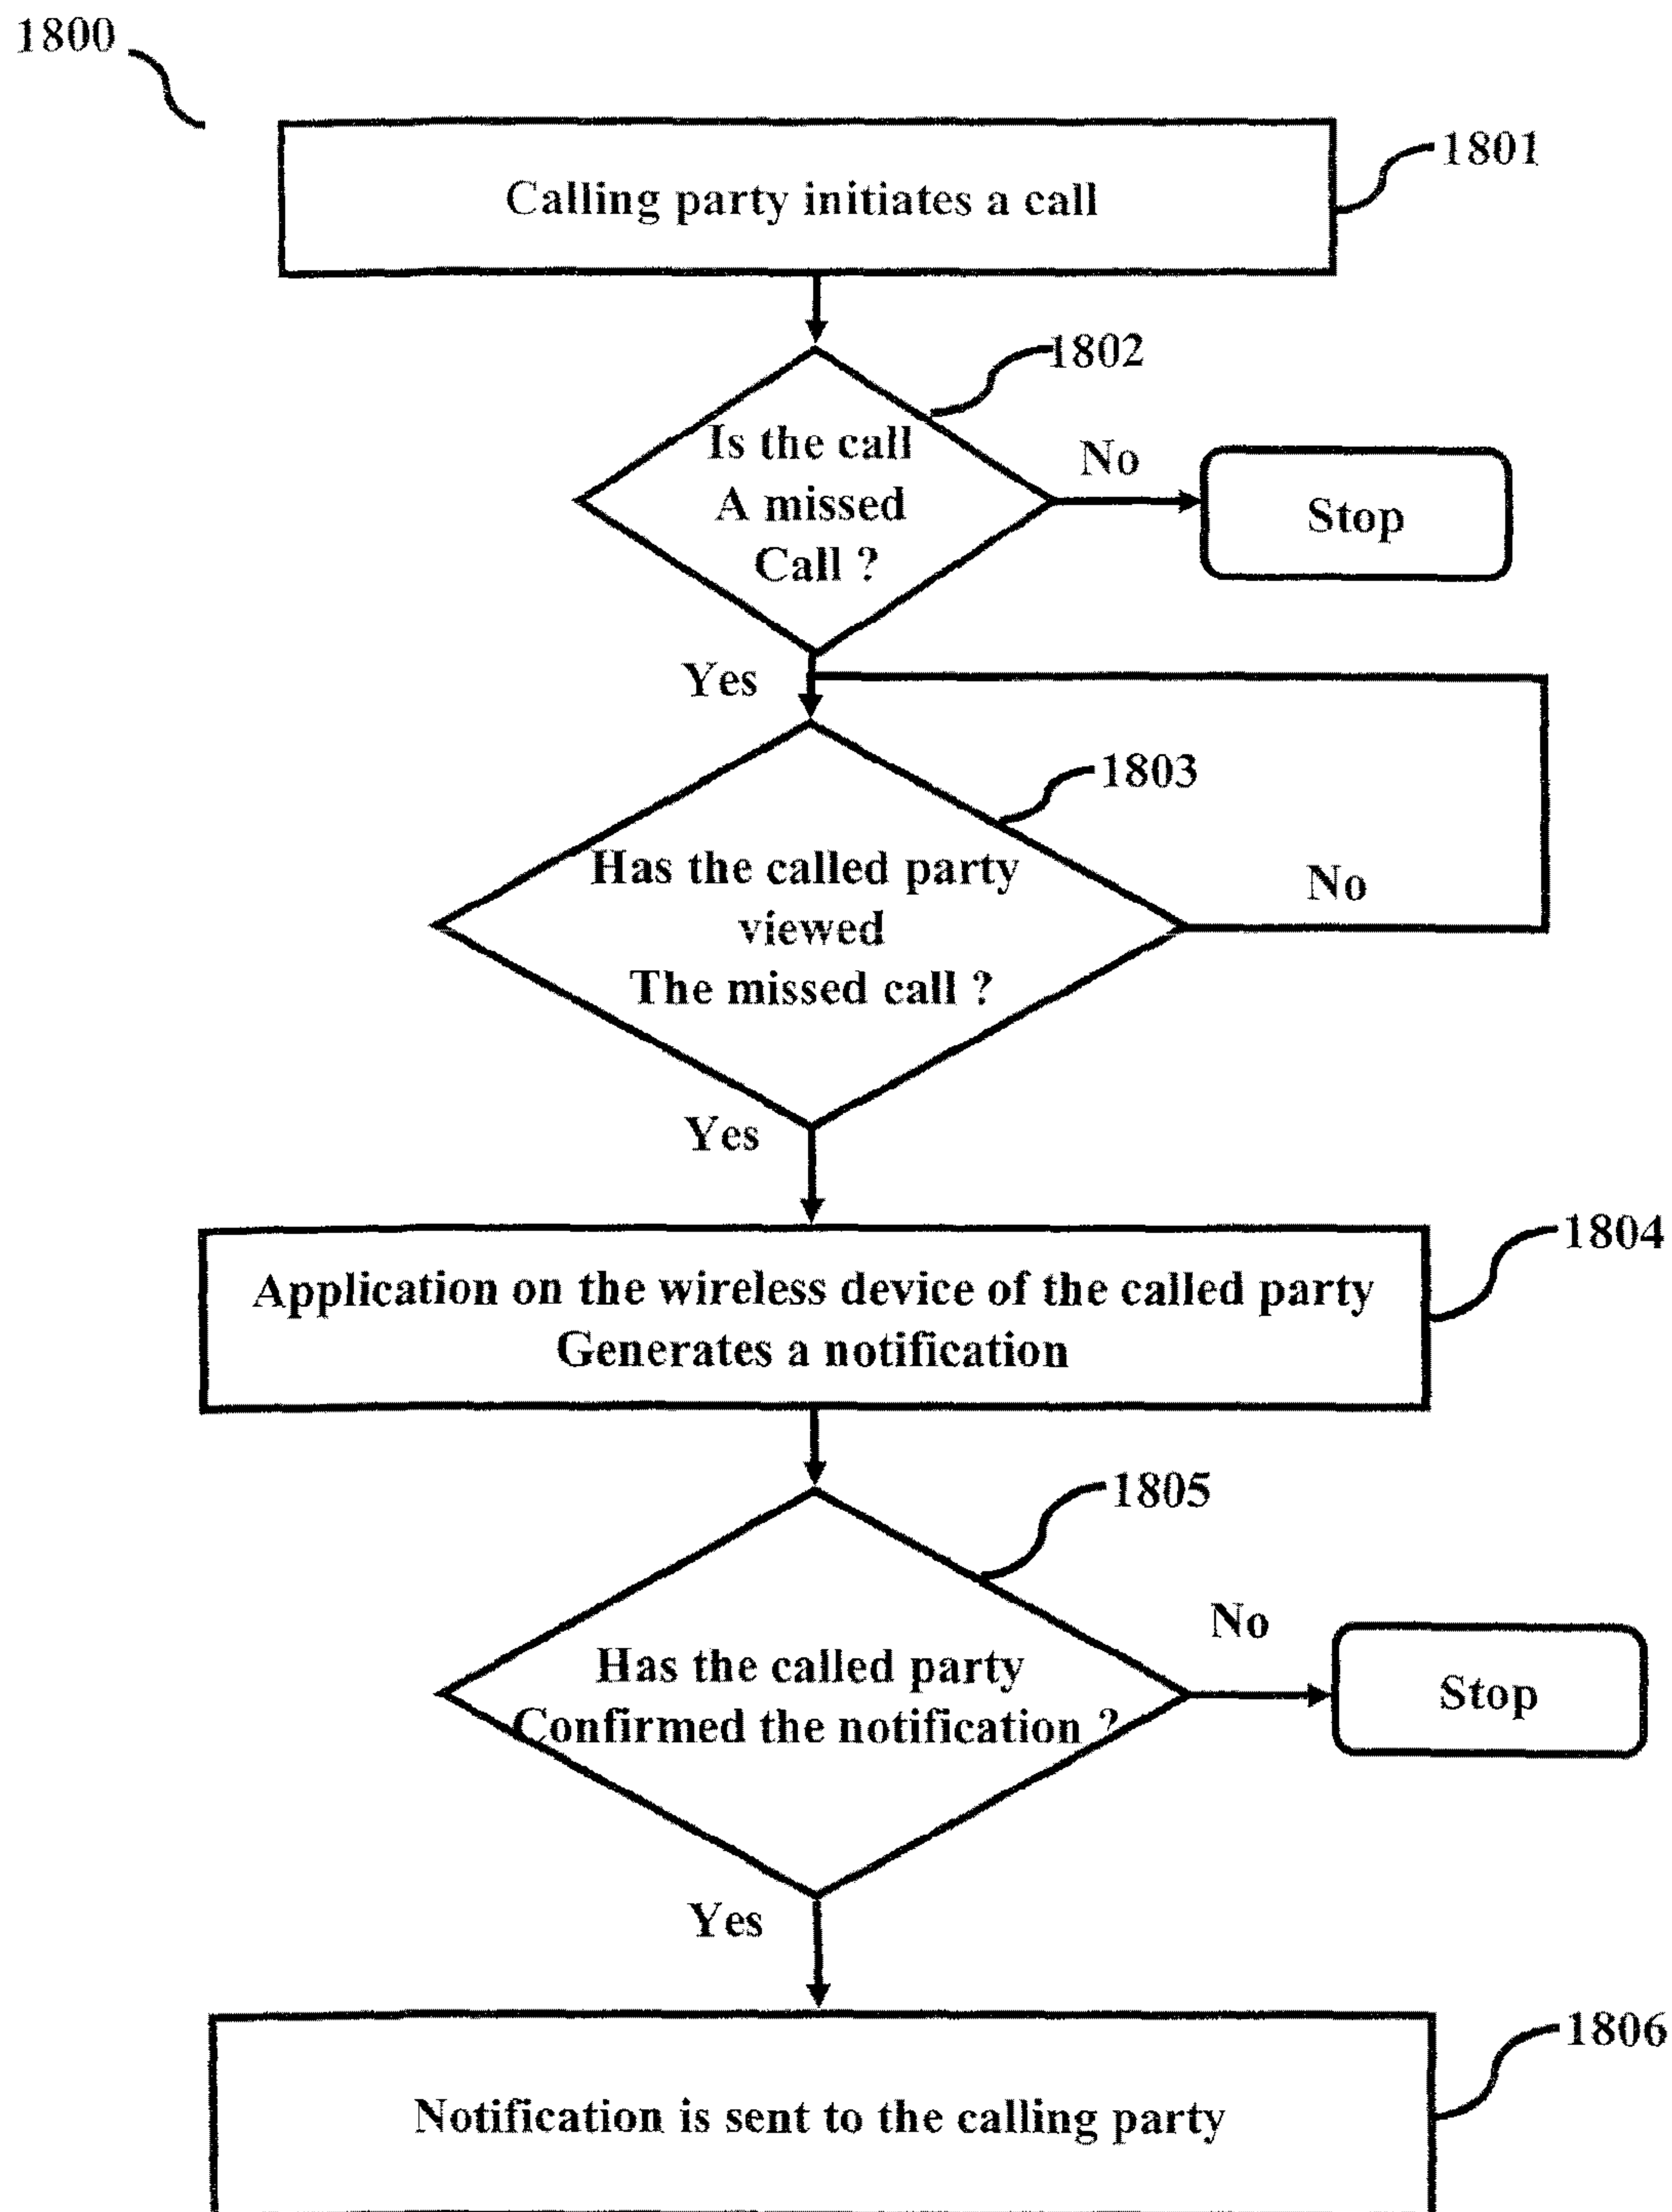 1800
1801
Calling party initiates a call
1802
Is the call
A missed
Call ?
No
Stop
Yes
1803
Has the called party
viewed
The missed call ?
No
Yes
1804
Application on the wireless device of the called party
Generates a notification
1805
Has the called party
Confirmed the notification ?
No
Stop
Yes
1806
Notification is sent to the calling party